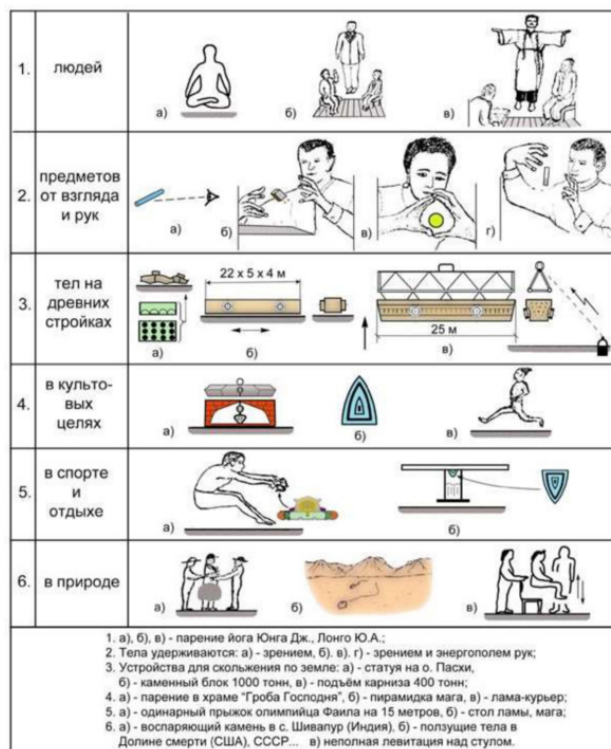 1.
людей
а)
б)
в)
2.
предметов
от взгляда
и рук
а)
б)
в)
г)
3.
тел на
древних
стройках
22 x 5 x 4 м
25 м
а)
б)
в)
4.
в культо-
вых
целях
а)
б)
в)
5.
в спорте
и
отдыхе
а)
б)
6.
в природе
а)
б)
в)
1. а), б), в) - парение йога Юнга Дж., Лонго Ю.А.;
2. Тела удерживаются: а) - зрением, б). в). г) - зрением и энергополем рук;
3. Устройства для скольжения по земле: а) - статуя на о. Пасхи,
б) - каменный блок 1000 тонн, в) - подъём карниза 400 тонн;
4. а) - парение в храме "Гроба Господня", б) - пирамидка мага, в) - лама-курьер;
5. а) - одинарный прыжок олимпийца Фаила на 15 метров, б) - стол ламы, мага;
6. а) - воспаряющий камень в с. Шивапур (Индия), б) - ползущие тела в
Долине смерти (США), СССР... в) неполная левитация над стулом.